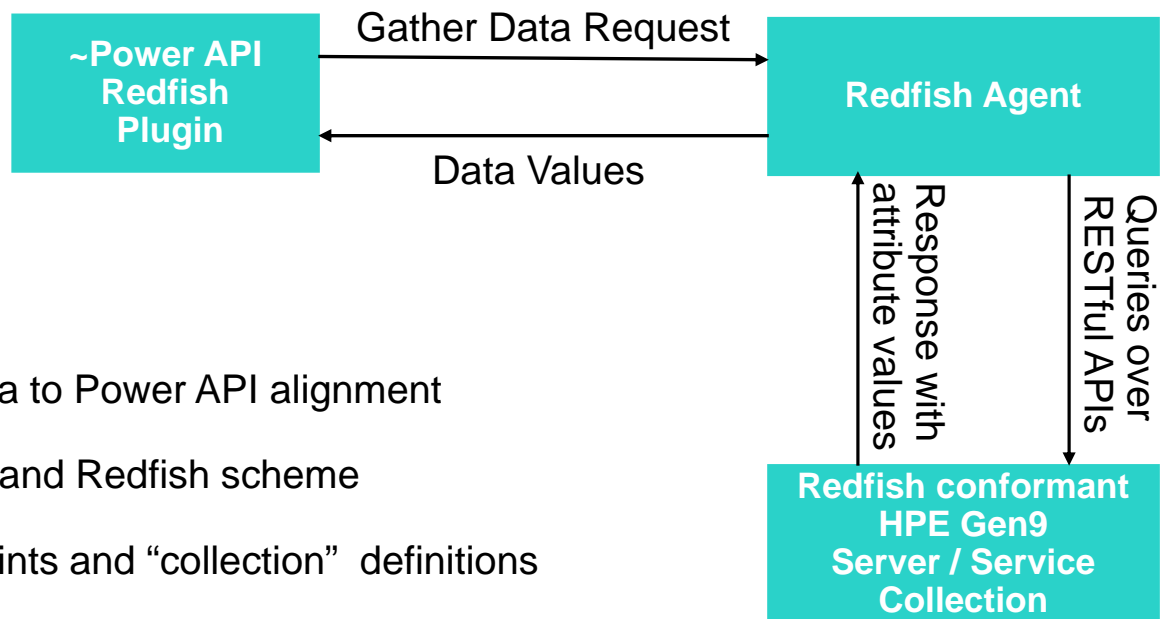 ~Power API
Redfish
Plugin
Gather Data Request
Redfish Agent
Data Values
Response with
attribute values
Queries over
RESTful APIs
a to Power API alignment
and Redfish scheme
ints and “collection”  definitions
Redfish conformant
HPE Gen9
Server / Service
Collection